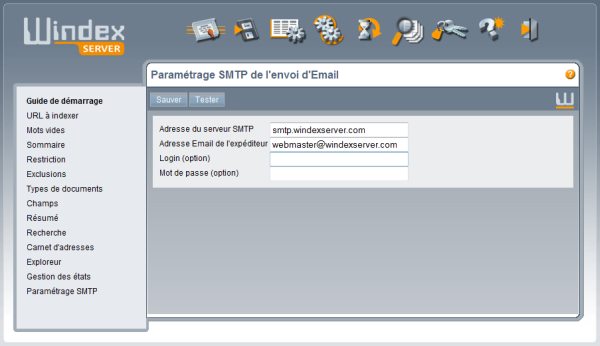 Windex
SERVER
Paramétrage SMTP de l'envoi d'Email
?
Sauver
Tester
Guide de démarrage
URL à indexer
Mots vides
Sommaire
Restriction
Exclusions
Types de documents
Champs
Résumé
Recherche
Carnet d'adresses
Exploreur
Gestion des états
Paramétrage SMTP
Adresse du serveur SMTP smtp.windexserver.com
Adresse Email de l'expéditeur webmaster@windexserver.com
Login (option)
Mot de passe (option)